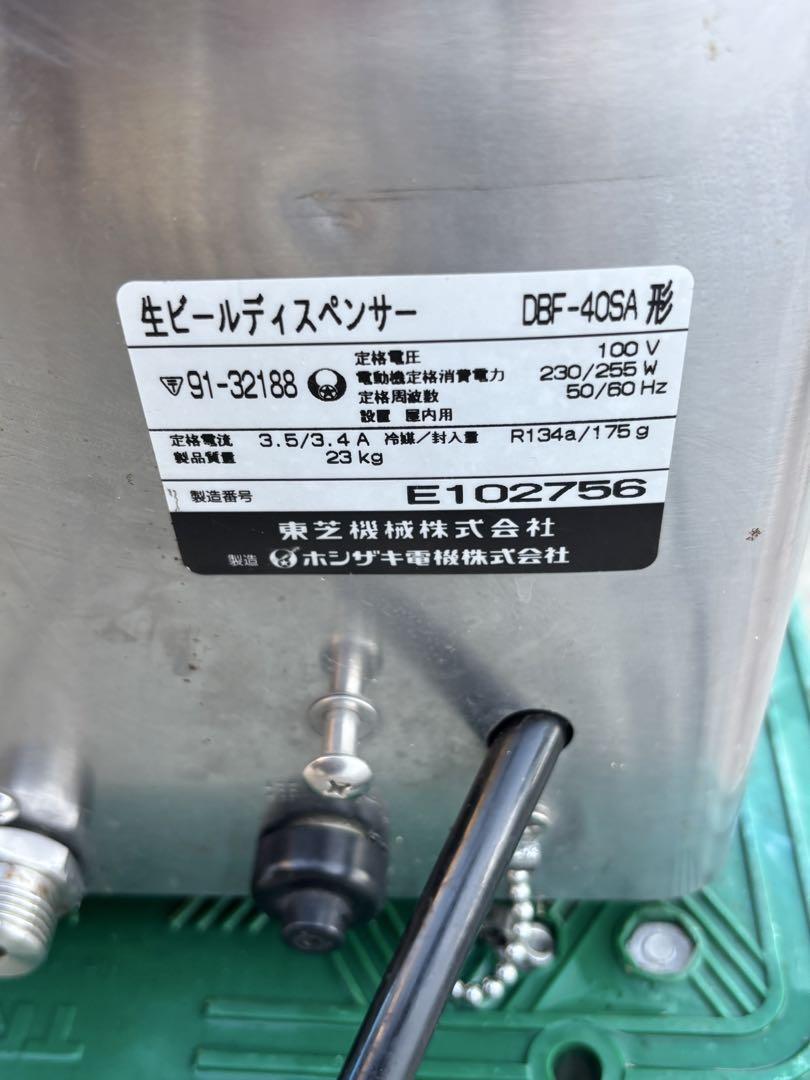 生ビールディスペンサー DBF-40SA 形
定格電圧 100 V
91-32188 電動機定格消費電力 230/255 W
定格周波数 50/60 Hz
設置 屋内用
定格電流 3.5/3.4 A 冷媒/封入量 R134a/175 g
製品質量 23 kg
製造番号 E102756
東芝機械株式会社
製造 ホシザキ電機株式会社